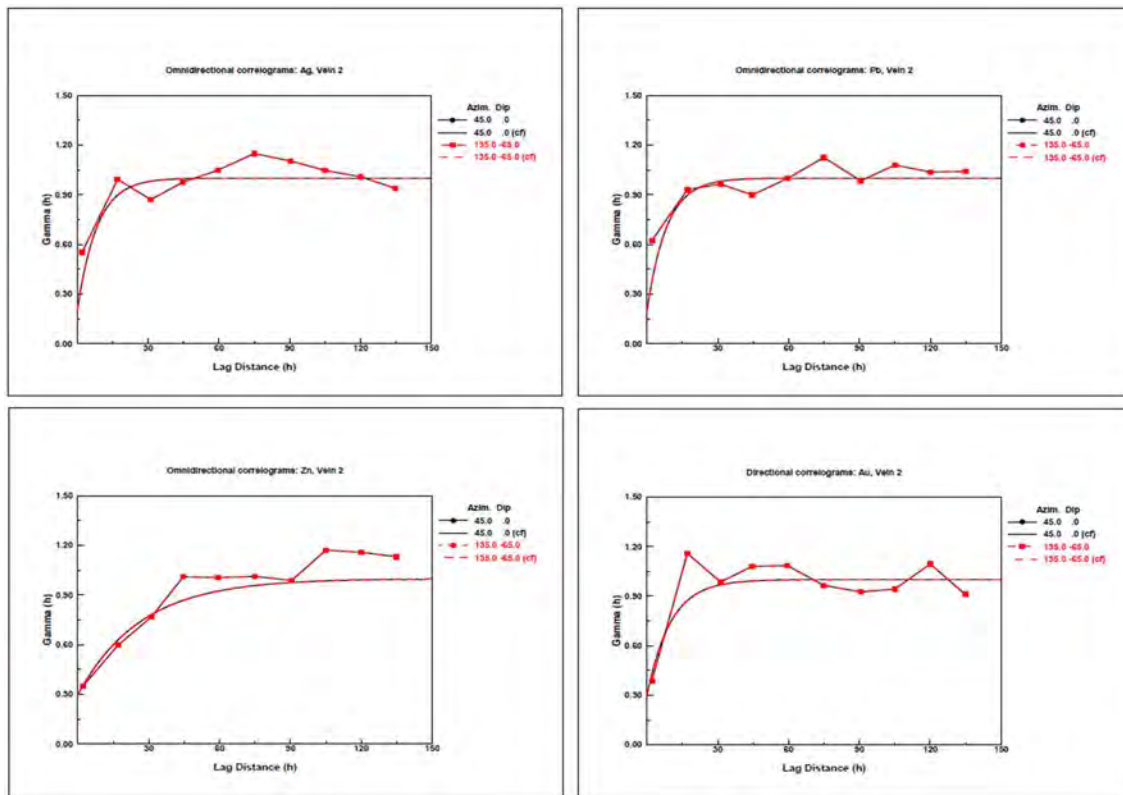 Omnidirectional correlograms: Ag, Vein 2
1.50
1.20
0.90
0.60
0.30
0.00
Gamma (h)
30 60 90 120 150
Lag Distance (h)
Azim. Dip
45.0 .0
45.0 .0 (cf)
135.0 -65.0
135.0 -65.0 (cf)
Omnidirectional correlograms: Pb, Vein 2
1.50
1.20
0.90
0.60
0.30
0.00
Gamma (h)
30 60 90 120 150
Lag Distance (h)
Azim. Dip
45.0 .0
45.0 .0 (cf)
135.0 -65.0
135.0 -65.0 (cf)
Omnidirectional correlograms: Zn, Vein 2
1.50
1.20
0.90
0.60
0.30
0.00
Gamma (h)
30 60 90 120 150
Lag Distance (h)
Azim. Dip
45.0 .0
45.0 .0 (cf)
135.0 -65.0
135.0 -65.0 (cf)
Directional correlograms: Au, Vein 2
1.50
1.20
0.90
0.60
0.30
0.00
Gamma (h)
30 60 90 120 150
Lag Distance (h)
Azim. Dip
45.0 .0
45.0 .0 (cf)
135.0 -65.0
135.0 -65.0 (cf)